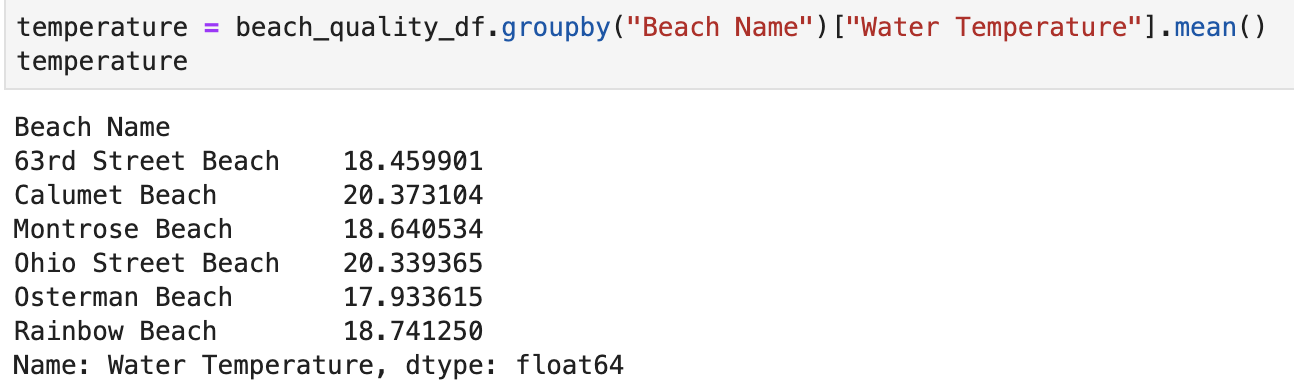 temperature = beach_quality_df.groupby("Beach Name")["Water Temperature"].mean()
temperature
Beach Name
63rd Street Beach    18.459901
Calumet Beach        20.373104
Montrose Beach       18.640534
Ohio Street Beach    20.339365
Osterman Beach       17.933615
Rainbow Beach        18.741250
Name: Water Temperature, dtype: float64